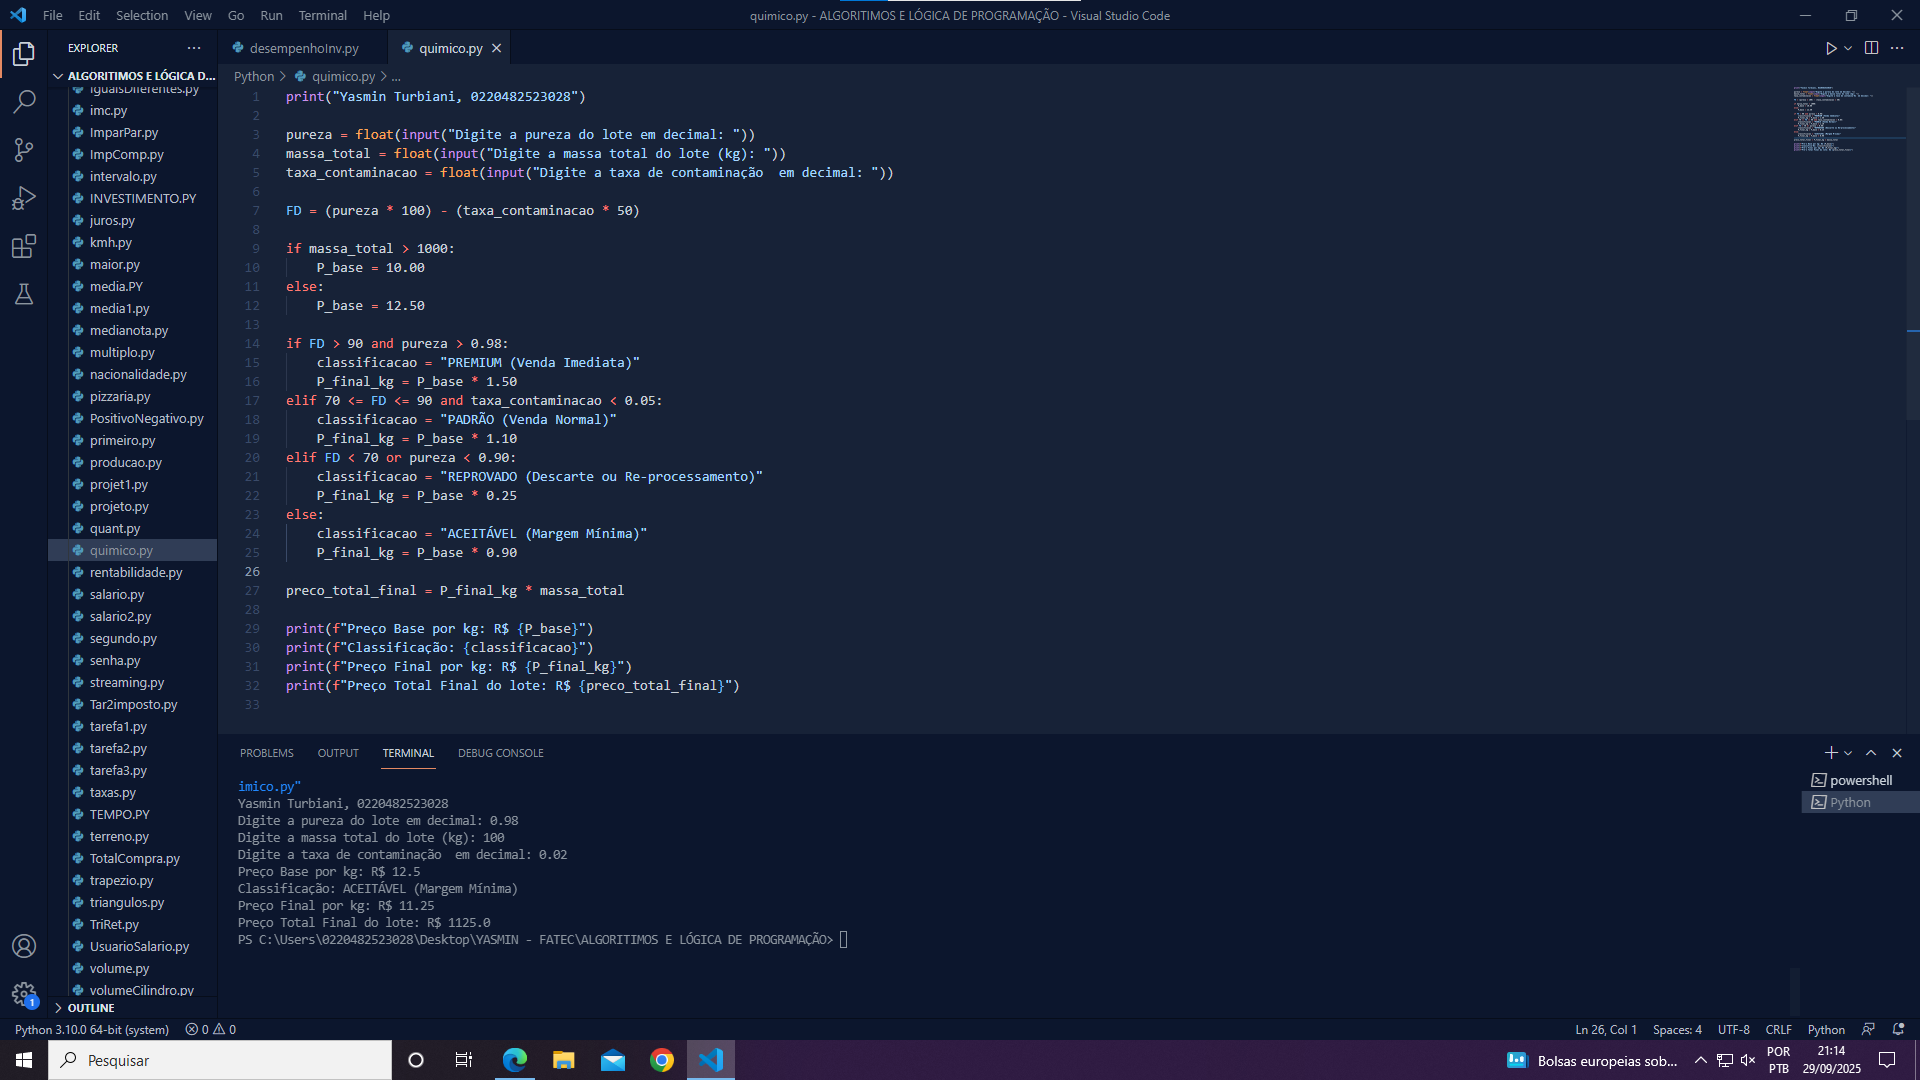 File Edit Selection View Go Run Terminal Help
quimico.py - ALGORITIMOS E LÓGICA DE PROGRAMAÇÃO - Visual Studio Code
EXPLORER ···
ALGORITIMOS E LÓGICA D...
IguaisDiferentes.py
imc.py
ImparPar.py
ImpComp.py
intervalo.py
INVESTIMENTO.PY
juros.py
kmh.py
maior.py
media.PY
media1.py
medianota.py
multiplo.py
nacionalidade.py
pizzaria.py
PositivoNegativo.py
primeiro.py
producao.py
projet1.py
projeto.py
quant.py
quimico.py
rentabilidade.py
salario.py
salario2.py
segundo.py
senha.py
streaming.py
Tar2imposto.py
tarefa1.py
tarefa2.py
tarefa3.py
taxas.py
TEMPO.PY
terreno.py
TotalCompra.py
trapezio.py
triangulos.py
TriRet.py
UsuarioSalario.py
volume.py
volumeCilindro.py
OUTLINE
desempenhoInv.py quimico.py
Python > quimico.py > ...
1 print("Yasmin Turbiani, 0220482523028")
2
3 pureza = float(input("Digite a pureza do lote em decimal: "))
4 massa_total = float(input("Digite a massa total do lote (kg): "))
5 taxa_contaminacao = float(input("Digite a taxa de contaminação  em decimal: "))
6
7 FD = (pureza * 100) - (taxa_contaminacao * 50)
8
9 if massa_total > 1000:
10     P_base = 10.00
11 else:
12     P_base = 12.50
13
14 if FD > 90 and pureza > 0.98:
15     classificacao = "PREMIUM (Venda Imediata)"
16     P_final_kg = P_base * 1.50
17 elif 70 <= FD <= 90 and taxa_contaminacao < 0.05:
18     classificacao = "PADRÃO (Venda Normal)"
19     P_final_kg = P_base * 1.10
20 elif FD < 70 or pureza < 0.90:
21     classificacao = "REPROVADO (Descarte ou Re-processamento)"
22     P_final_kg = P_base * 0.25
23 else:
24     classificacao = "ACEITÁVEL (Margem Mínima)"
25     P_final_kg = P_base * 0.90
26
27 preco_total_final = P_final_kg * massa_total
28
29 print(f"Preço Base por kg: R$ {P_base}")
30 print(f"Classificação: {classificacao}")
31 print(f"Preço Final por kg: R$ {P_final_kg}")
32 print(f"Preço Total Final do lote: R$ {preco_total_final}")
33
PROBLEMS OUTPUT TERMINAL DEBUG CONSOLE
imico.py"
Yasmin Turbiani, 0220482523028
Digite a pureza do lote em decimal: 0.98
Digite a massa total do lote (kg): 100
Digite a taxa de contaminação  em decimal: 0.02
Preço Base por kg: R$ 12.5
Classificação: ACEITÁVEL (Margem Mínima)
Preço Final por kg: R$ 11.25
Preço Total Final do lote: R$ 1125.0
PS C:\Users\0220482523028\Desktop\YASMIN - FATEC\ALGORITIMOS E LÓGICA DE PROGRAMAÇÃO>
powershell
Python
1
Python 3.10.0 64-bit (system) 0 0
Ln 26, Col 1 Spaces: 4 UTF-8 CRLF Python
Pesquisar
Bolsas europeias sob...
POR
PTB
21:14
29/09/2025